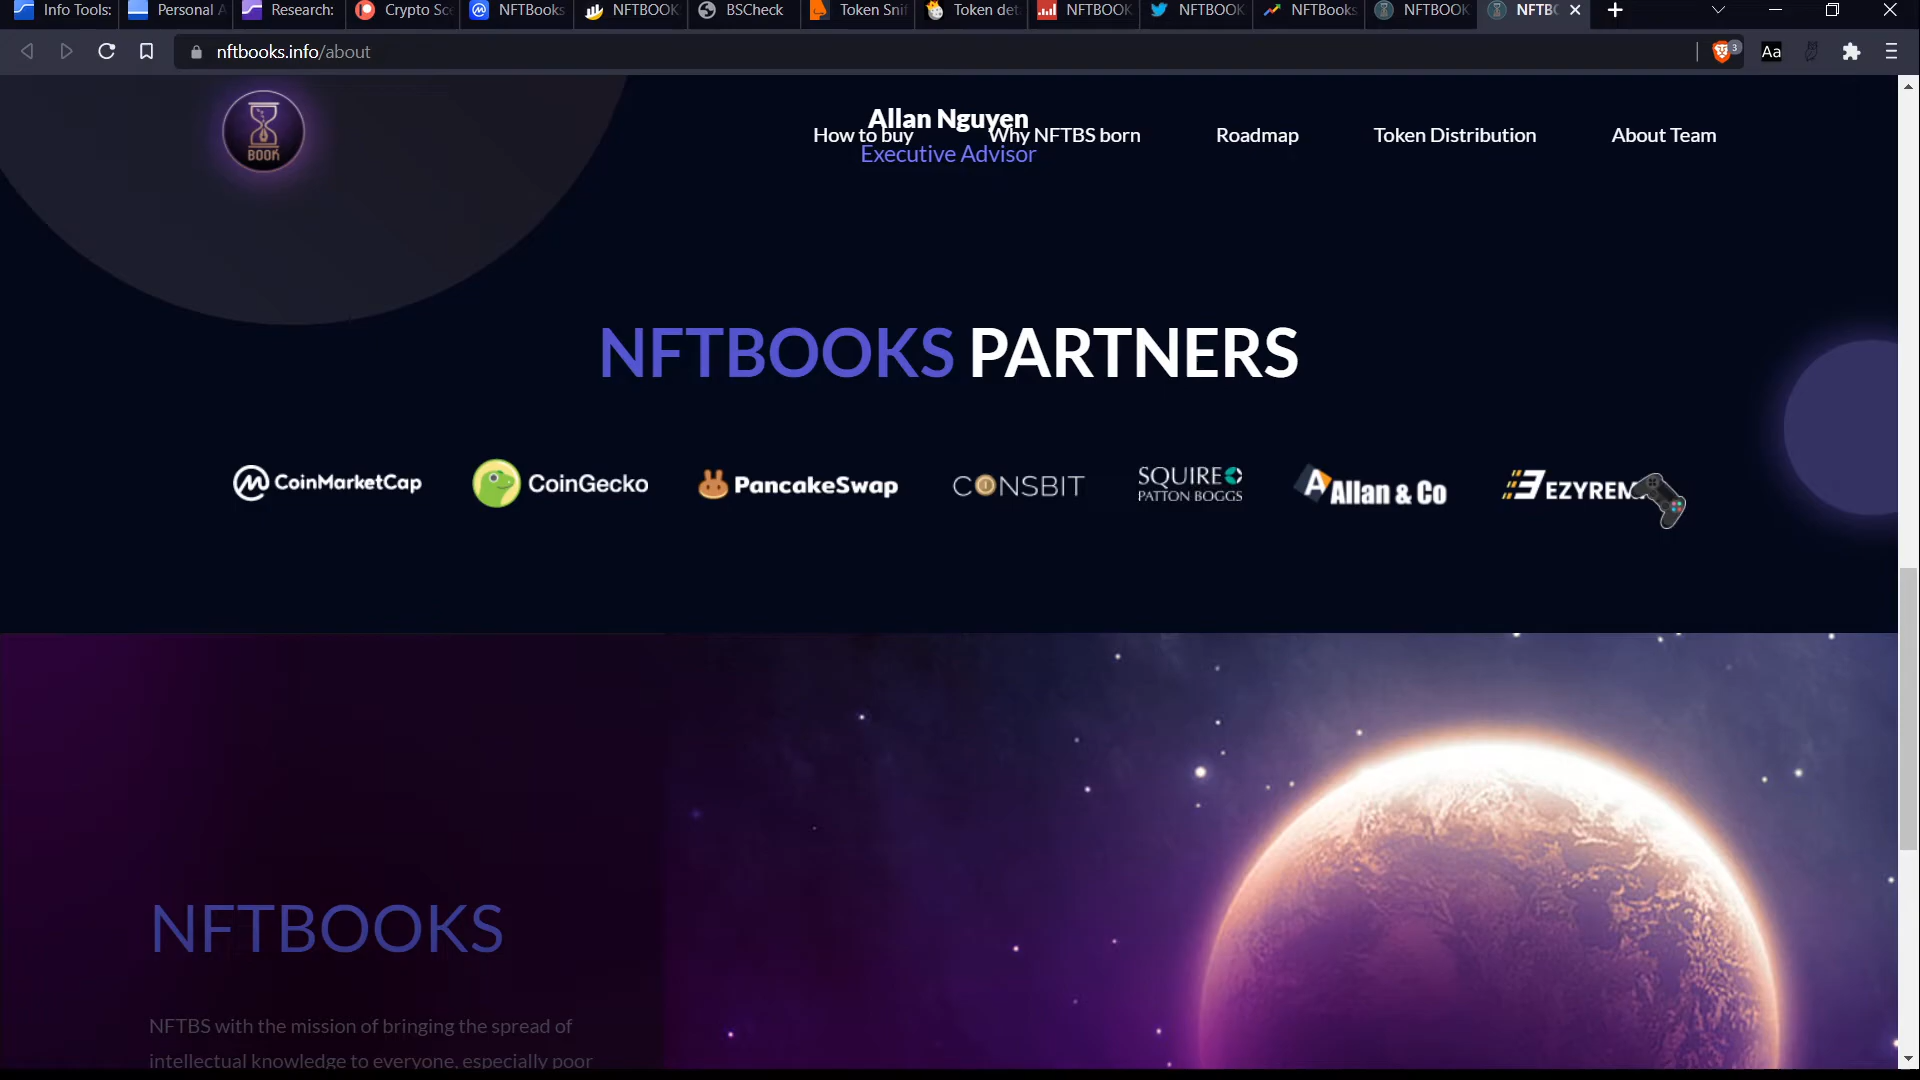 Info Tools:
Personal A
Research:
Crypto Sc
NFTBooks
NFTBOOK
BSCheck
Token Snif
Token det
NFTBOOK
NFTBOOK
NFTBooks
NFTBOOK
NFTBO
nftbooks.info/about
3
Aa
BOOK
Allan Nguyen
Executive Advisor
How to buy
Why NFTBS born
Roadmap
Token Distribution
About Team
NFTBOOKS PARTNERS
CoinMarketCap
CoinGecko
PancakeSwap
CONSBIT
SQUIRE
PATTON BOGGS
Allan & Co
EZYREM
NFTBOOKS
NFTBS with the mission of bringing the spread of
intellectual knowledge to everyone, especially poor